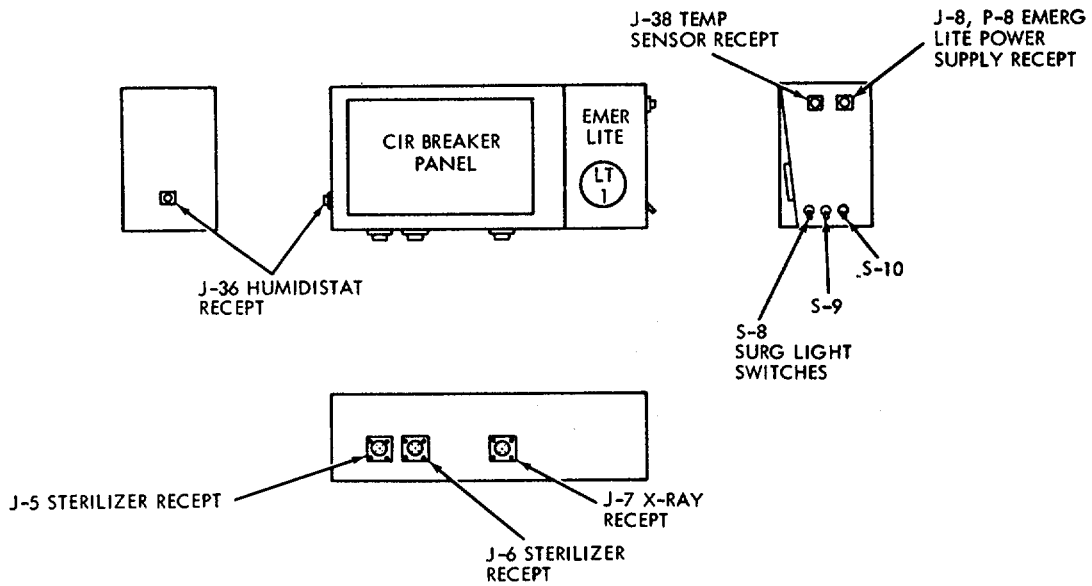 J-38 TEMP
SENSOR RECEPT
J-8, P-8 EMERG
LITE POWER
SUPPLY RECEPT
CIR BREAKER
PANEL
EMER
LITE
LT
1
J-36 HUMIDISTAT
RECEPT
S-10
S-9
S-8
SURG LIGHT
SWITCHES
J-5 STERILIZER RECEPT
J-7 X-RAY
RECEPT
J-6 STERILIZER
RECEPT